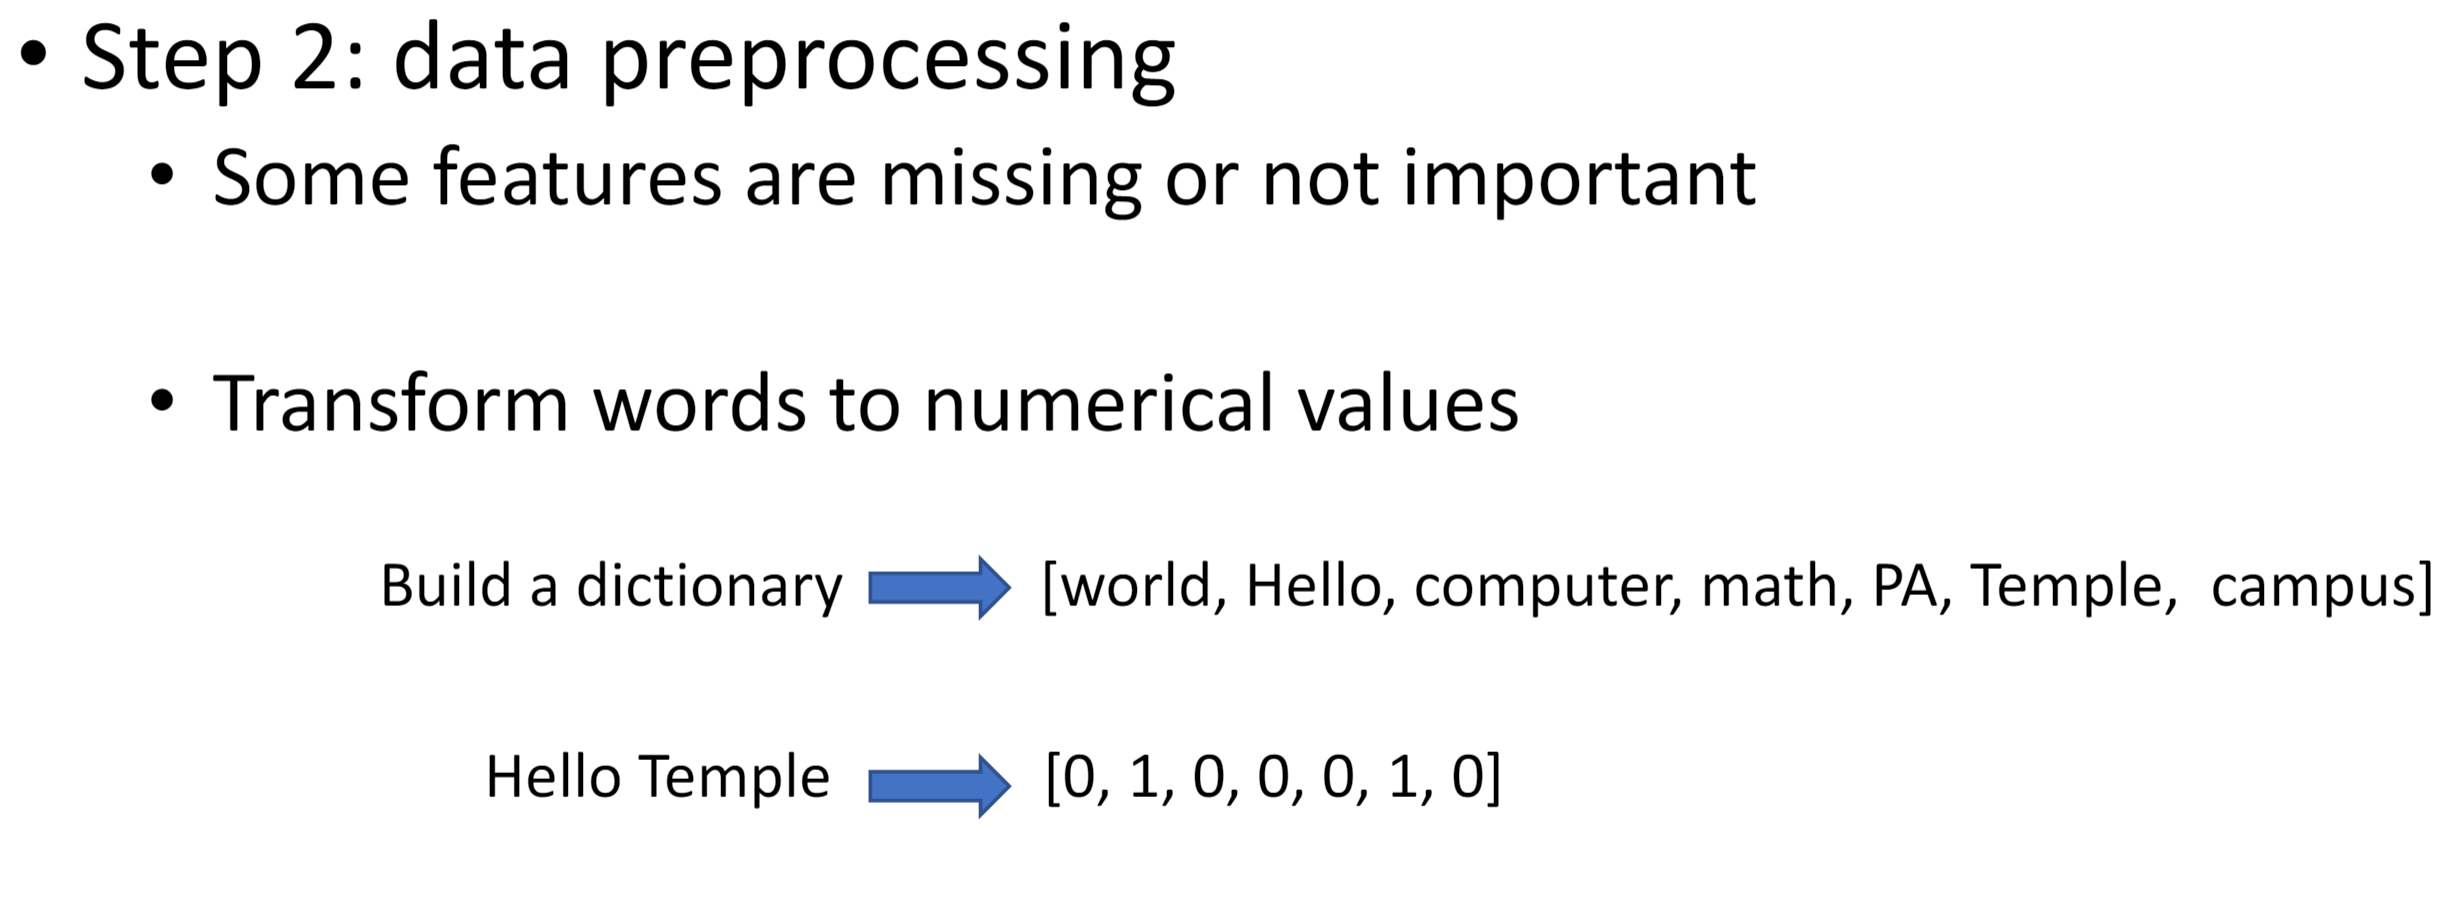 • Step 2: data preprocessing
• Some features are missing or not important
• Transform words to numerical values
Build a dictionary [world, Hello, computer, math, PA, Temple, campus]
Hello Temple [0, 1, 0, 0, 0, 1, 0]